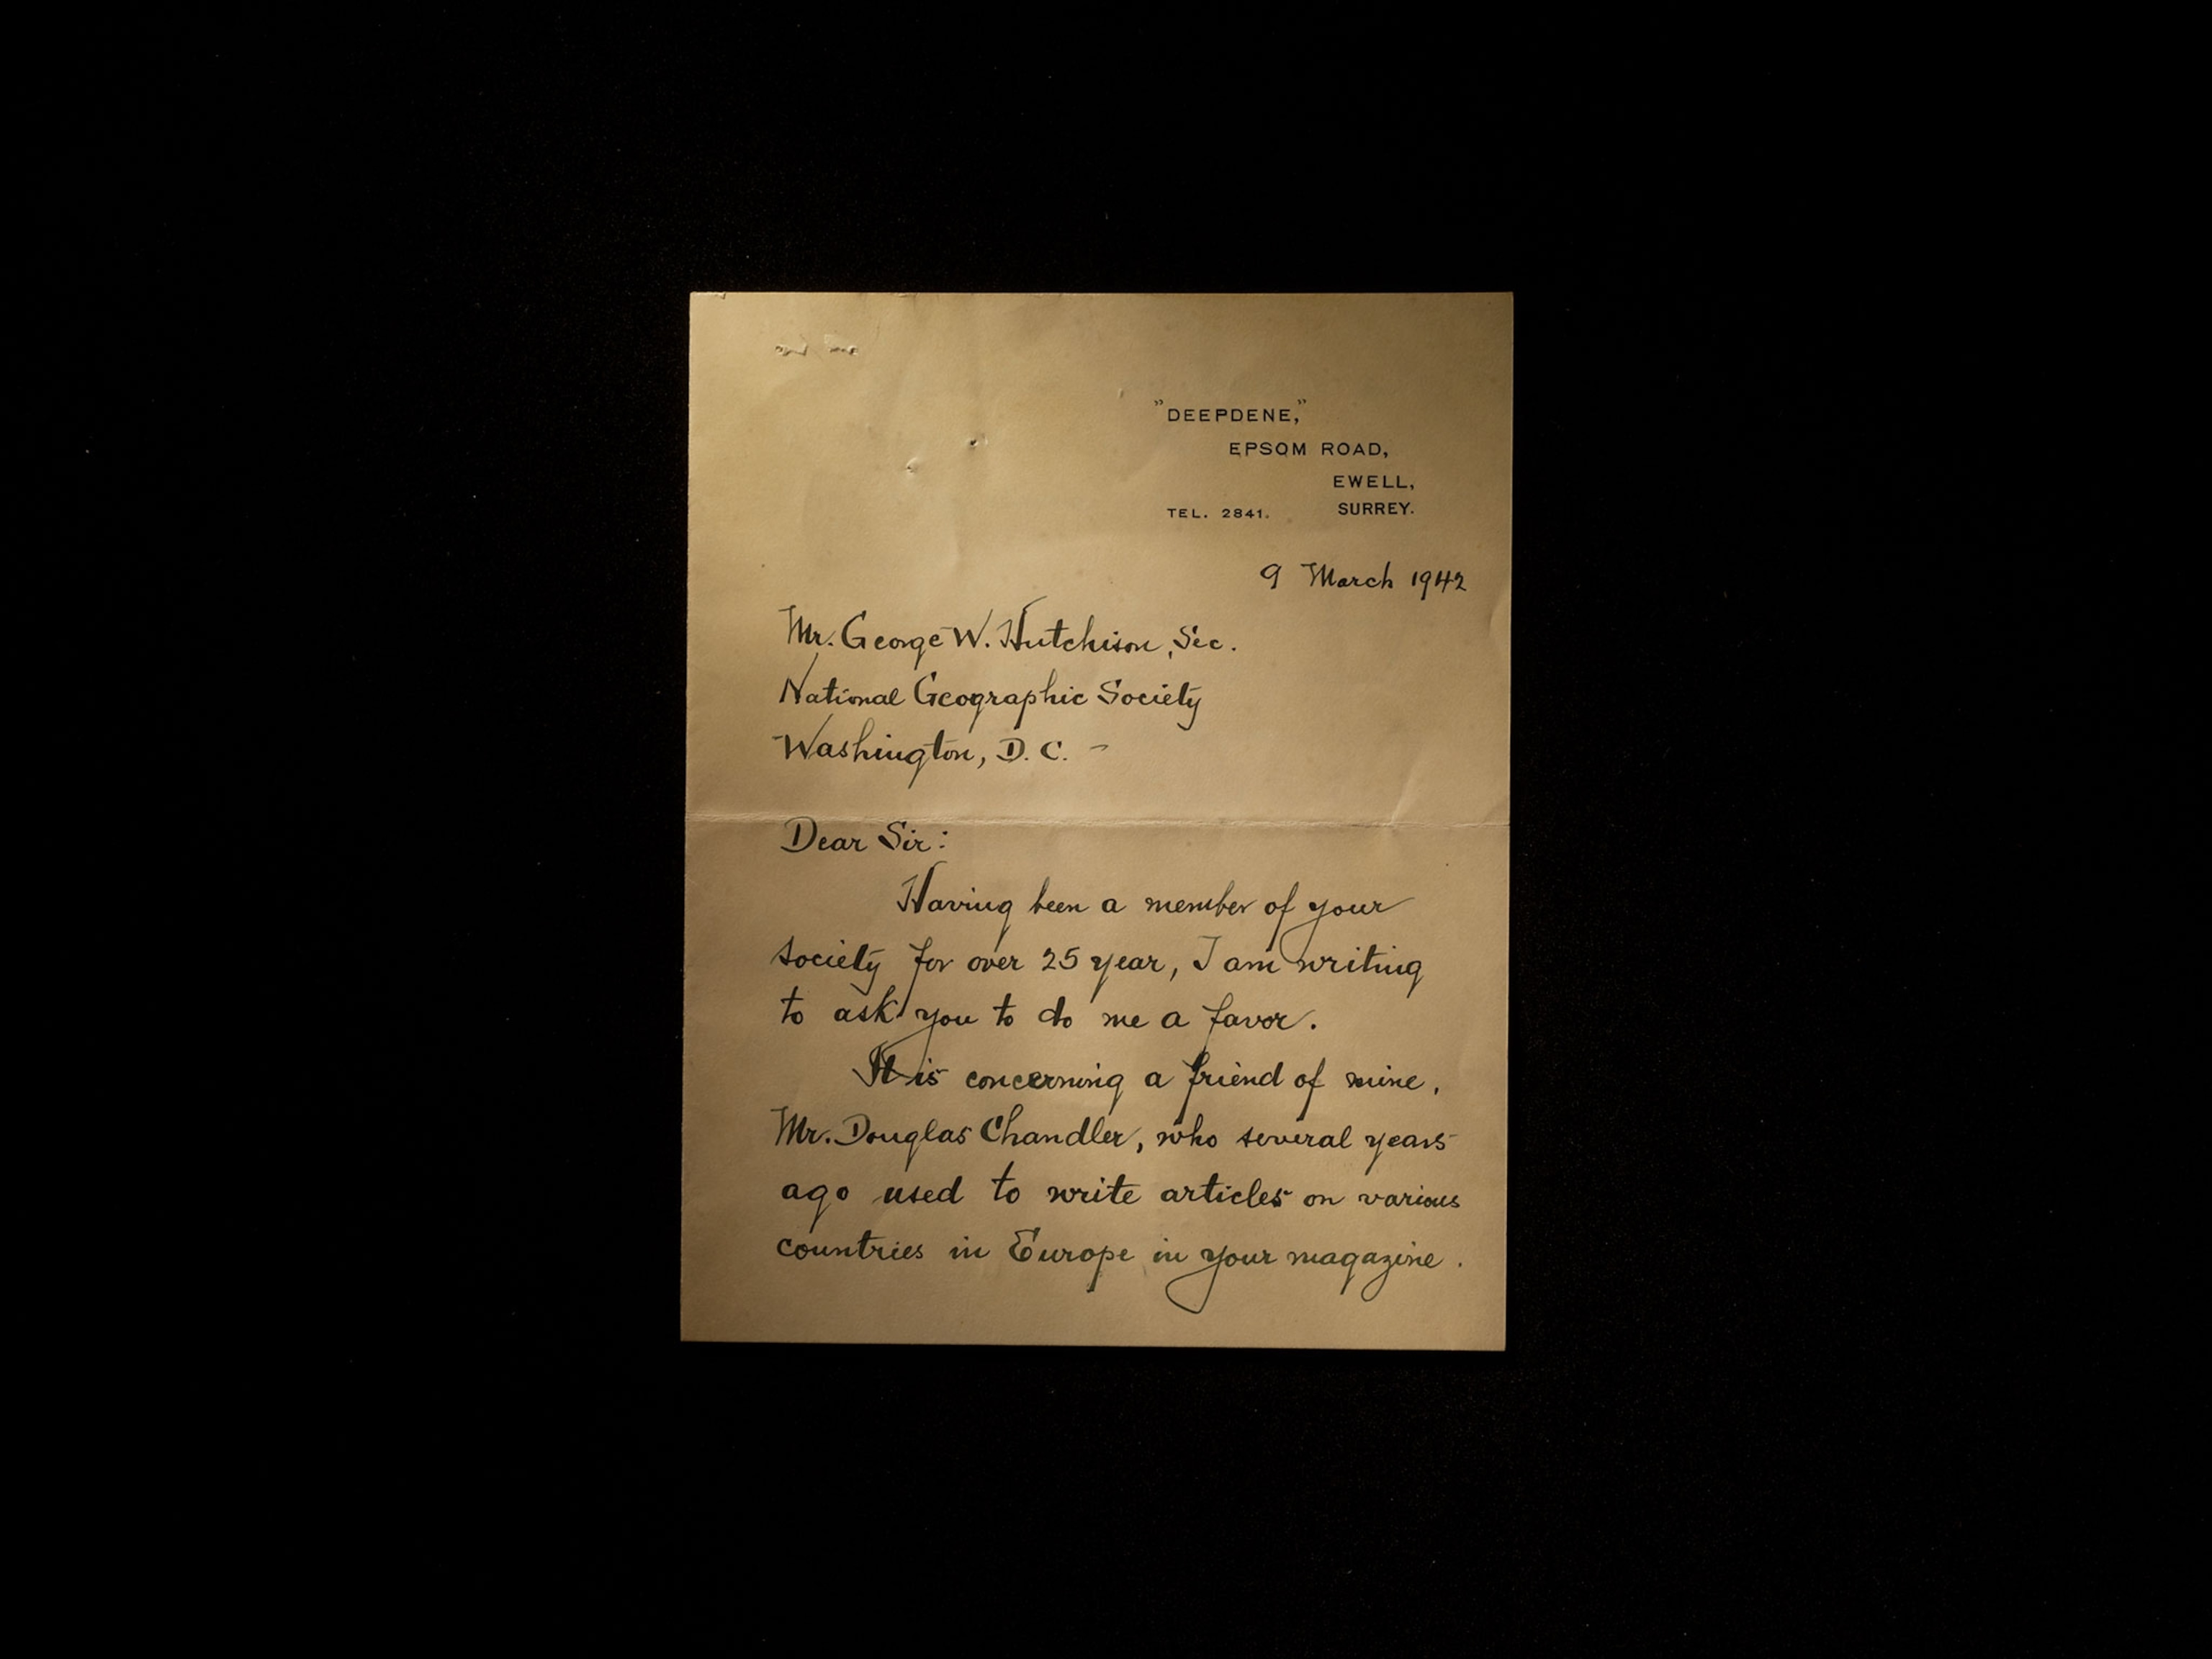 "DEEPDENE,"
EPSOM ROAD,
EWELL,
TEL. 2841. SURREY.
9 March 1942
Mr. George W. Hutchison, Sec.
National Geographic Society
Washington, D. C. -
Dear Sir:
Having been a member of your
society for over 25 year, I am writing
to ask you to do me a favor.
It is concerning a friend of mine.
Mr. Douglas Chandler, who several years
ago used to write articles on various
countries in Europe in your magazine.